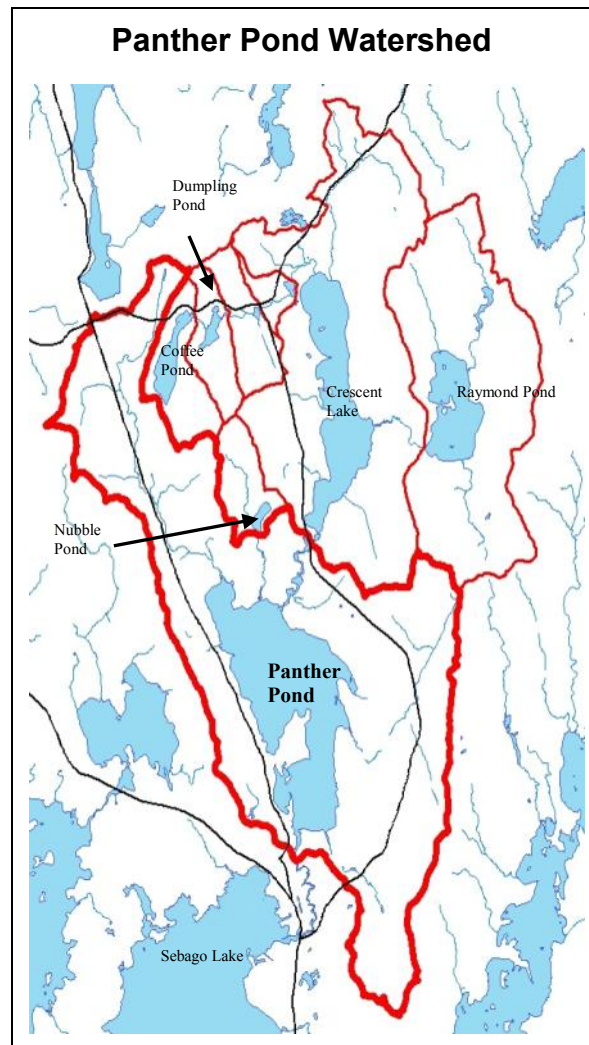 Panther Pond Watershed
Dumpling
Pond
Coffee
Pond
Crescent
Lake
Raymond Pond
Nubble
Pond
Panther
Pond
Sebago Lake